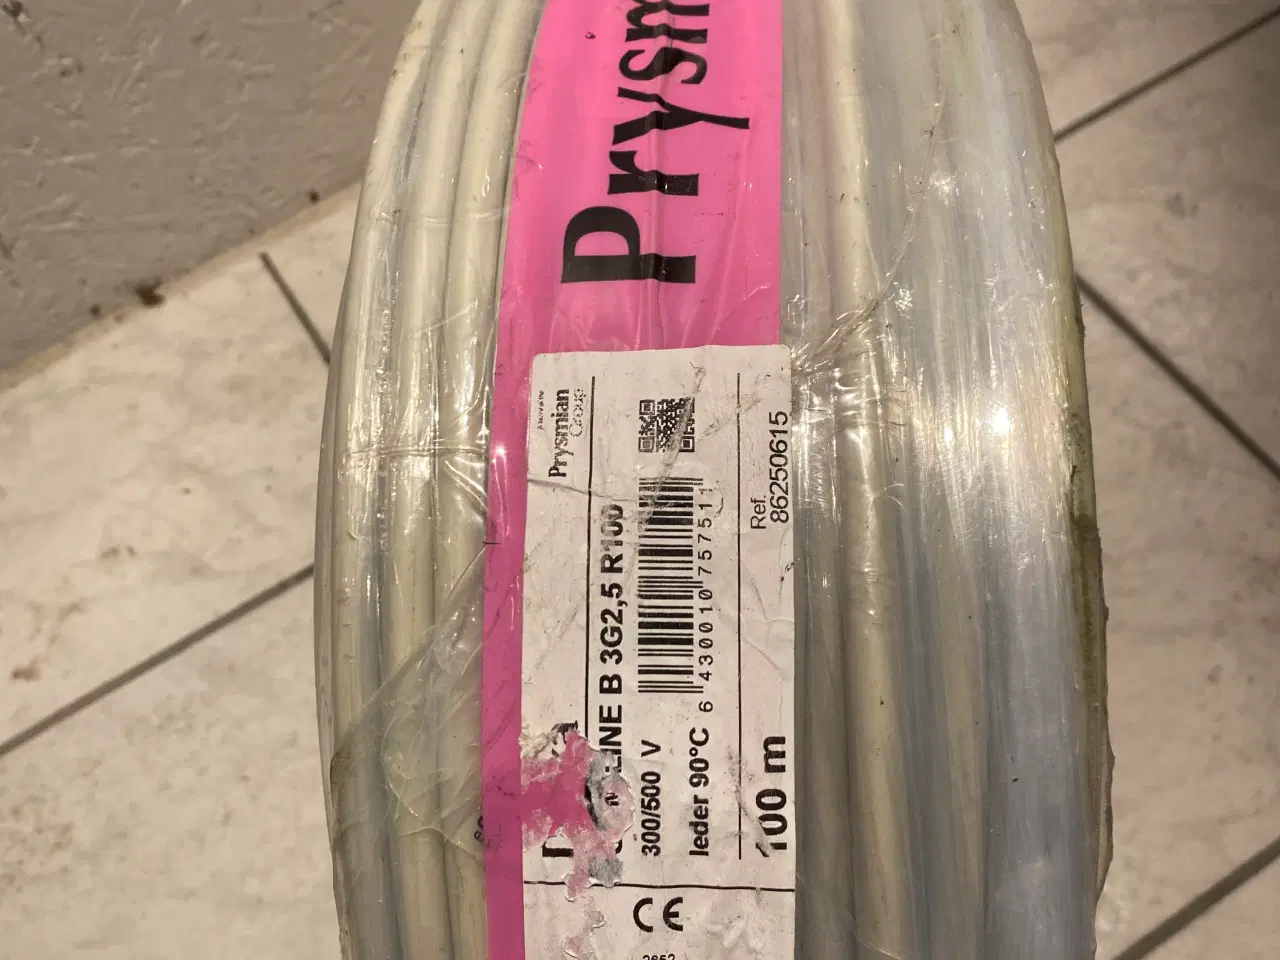 Prysm
Prysmian
Group
LINE B 3G2,5 R100
300/500 V
6 430010 757511
leder 90°C
Ref.
86250615
100 m
CE